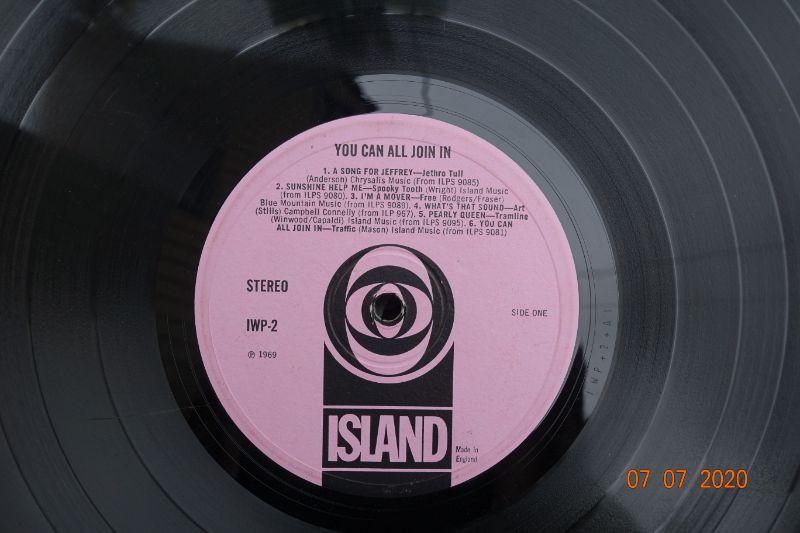 YOU CAN ALL JOIN IN
1. A SONG FOR JEFFREY—Jethro Tull
(Anderson) Chrysalis Music (From ILPS 9085)
2. SUNSHINE HELP ME—Spooky Tooth (Wright) Island Music
(from ILPS 9080). 3. I'M A MOVER—Free (Rodgers/Fraser)
Blue Mountain Music (from ILPS 9089). 4. WHAT'S THAT SOUND—Art
(Stills) Campbell Connelly (from ILP 967). 5. PEARLY QUEEN—Tramline
(Winwood/Capaldi) Island Music (from ILPS 9095). 6. YOU CAN
ALL JOIN IN—Traffic (Mason) Island Music (from ILPS 9081)
STEREO
SIDE ONE
IWP-2
℗ 1969
ISLAND
Made in
England
07 07 2020